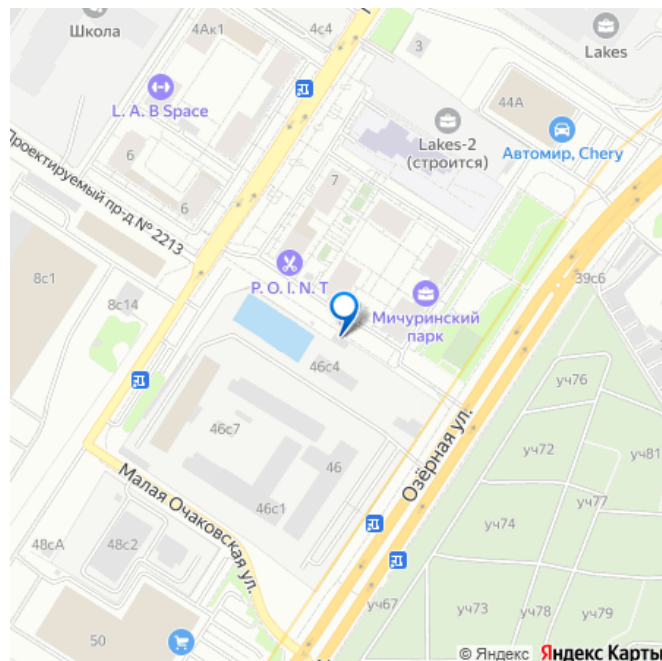 Школа
4Ак1
4с4
3
Lakes
L. A. B Space
44А
Lakes-2
(строится)
Автомир, Chery
Проектируемый пр-д № 2213
6
6
7
8с1
P. O. I. N. T
39с6
8с14
Мичуринский
парк
46с4
уч76
Озёрная ул.
46с7
уч72
уч81
46
уч77
Малая Очаковская ул.
46с1
уч74
48сА
48с2
уч67
уч73
уч78
уч79
50
© Яндекс Яндекс Карты